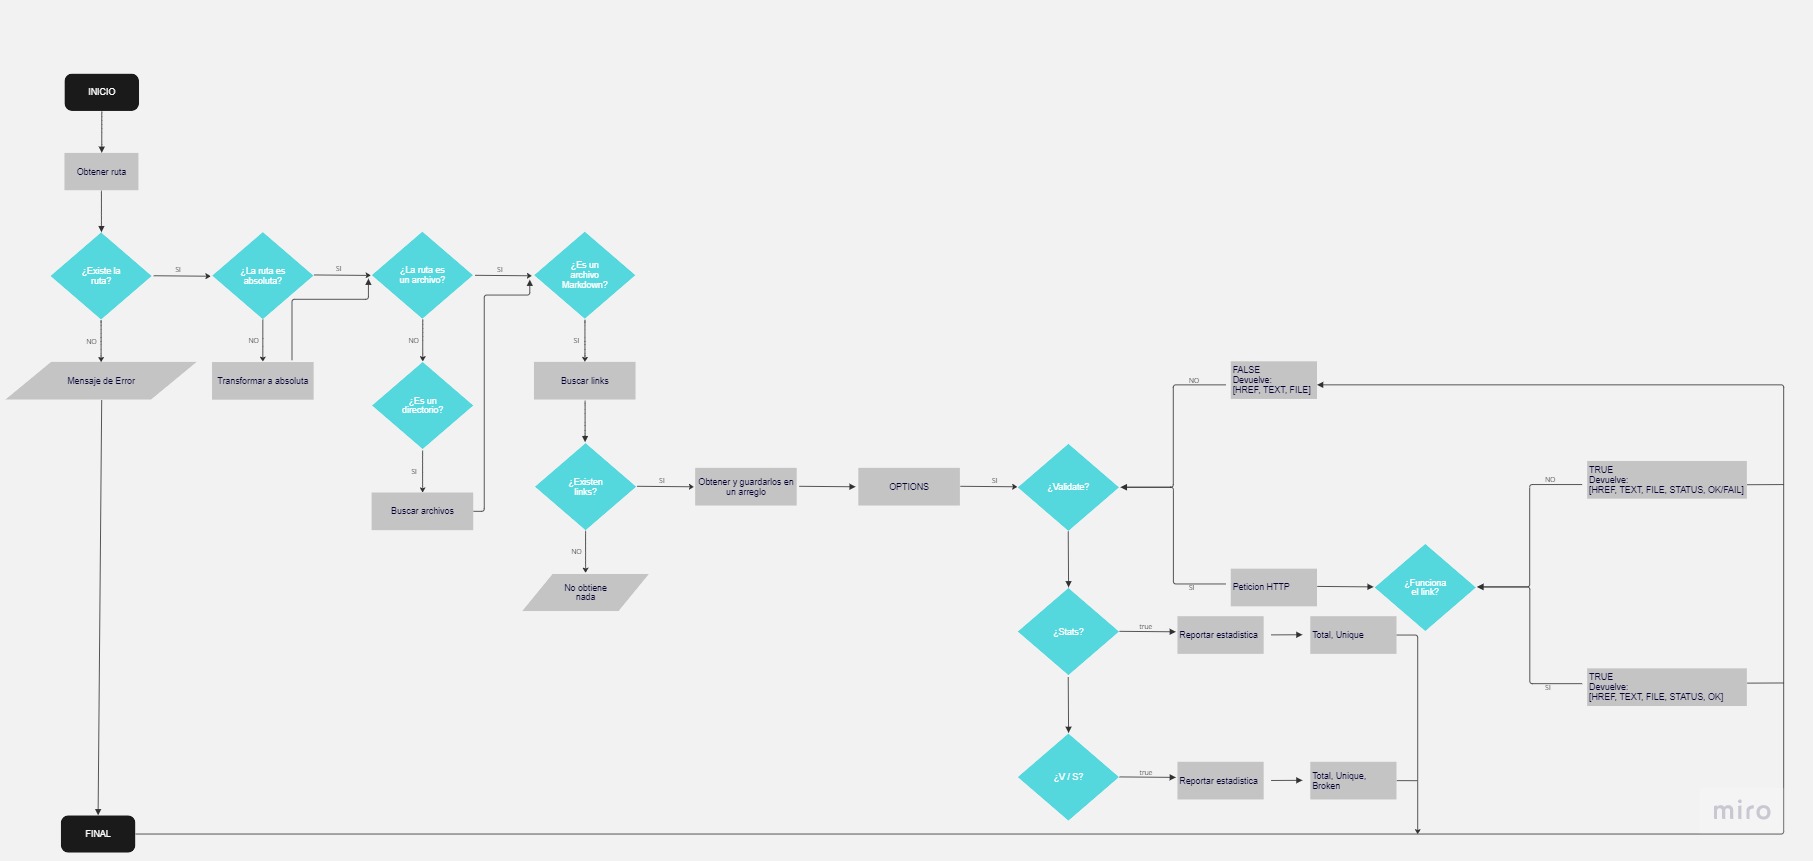 INICIO
Obtener ruta
¿Existe la
ruta?
SI
¿La ruta es
absoluta?
SI
¿La ruta es
un archivo?
SI
¿Es un
archivo
Markdown?
NO
NO
NO
SI
Mensaje de Error
Transformar a absoluta
¿Es un
directorio?
Buscar links
SI
Buscar archivos
¿Existen
links?
SI
Obtener y guardarlos en
un arreglo
OPTIONS
SI
¿Validate?
NO
No obtiene
nada
NO
FALSE
Devuelve:
[HREF, TEXT, FILE]
SI
Peticion HTTP
¿Funciona
el link?
NO
TRUE
Devuelve:
[HREF, TEXT, FILE, STATUS, OK/FAIL]
SI
TRUE
Devuelve:
[HREF, TEXT, FILE, STATUS, OK]
¿Stats?
true
Reportar estadistica
Total, Unique
¿V / S?
true
Reportar estadistica
Total, Unique,
Broken
FINAL
miro